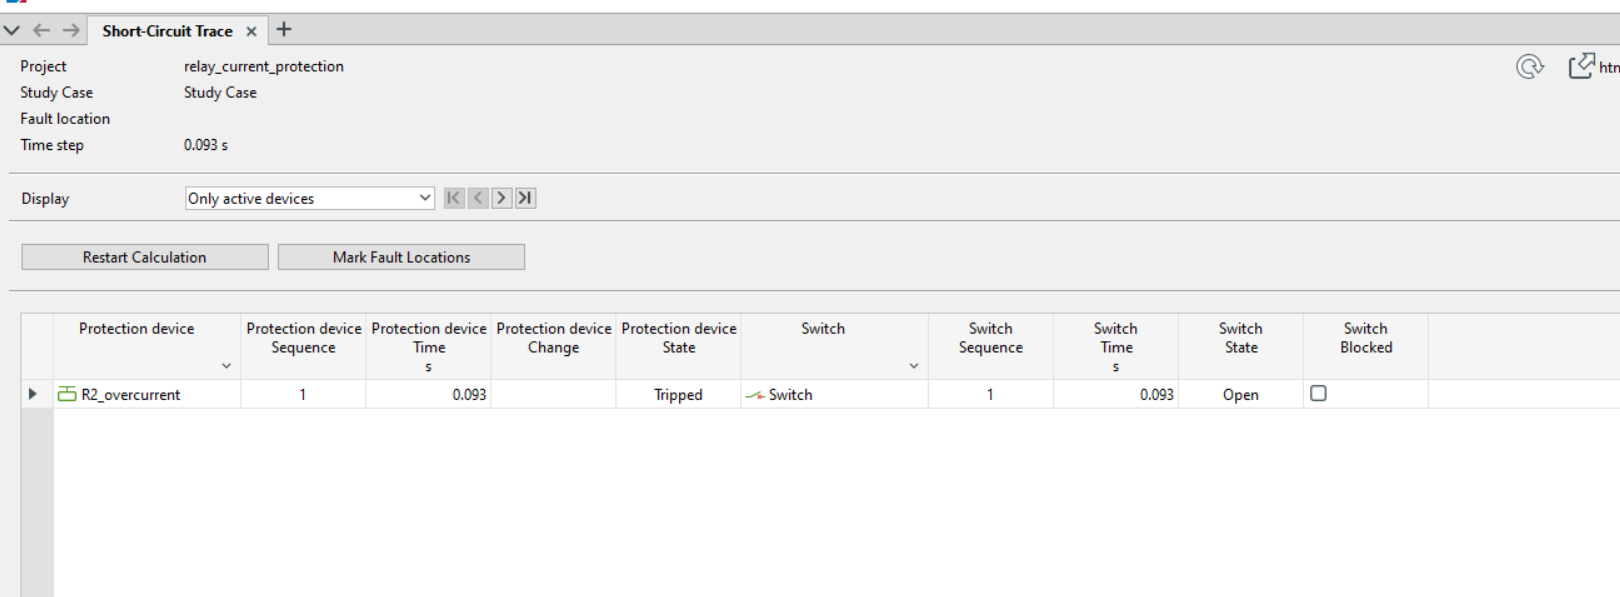 Short-Circuit Trace
Project relay_current_protection
htn
Study Case Study Case
Fault location
Time step 0.093 s
Display Only active devices
Restart Calculation Mark Fault Locations
Protection device Protection device Protection device Protection device Protection device Switch Switch Switch Switch Switch
Sequence Time Change State Sequence Time State Blocked
s s
R2_overcurrent 1 0.093 Tripped Switch 1 0.093 Open